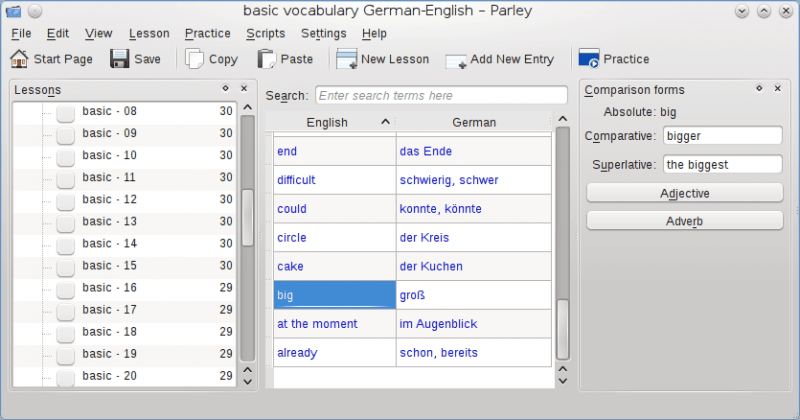 basic vocabulary German-English – Parley
File Edit View Lesson Practice Scripts Settings Help
Start Page Save Copy Paste New Lesson Add New Entry Practice
Lessons
basic - 08 30
basic - 09 30
basic - 10 30
basic - 11 30
basic - 12 30
basic - 13 30
basic - 14 30
basic - 15 30
basic - 16 29
basic - 17 29
basic - 18 29
basic - 19 29
basic - 20 29
Search: Enter search terms here
English German
end das Ende
difficult schwierig, schwer
could konnte, könnte
circle der Kreis
cake der Kuchen
big groß
at the moment im Augenblick
already schon, bereits
Comparison forms
Absolute: big
Comparative: bigger
Superlative: the biggest
Adjective
Adverb